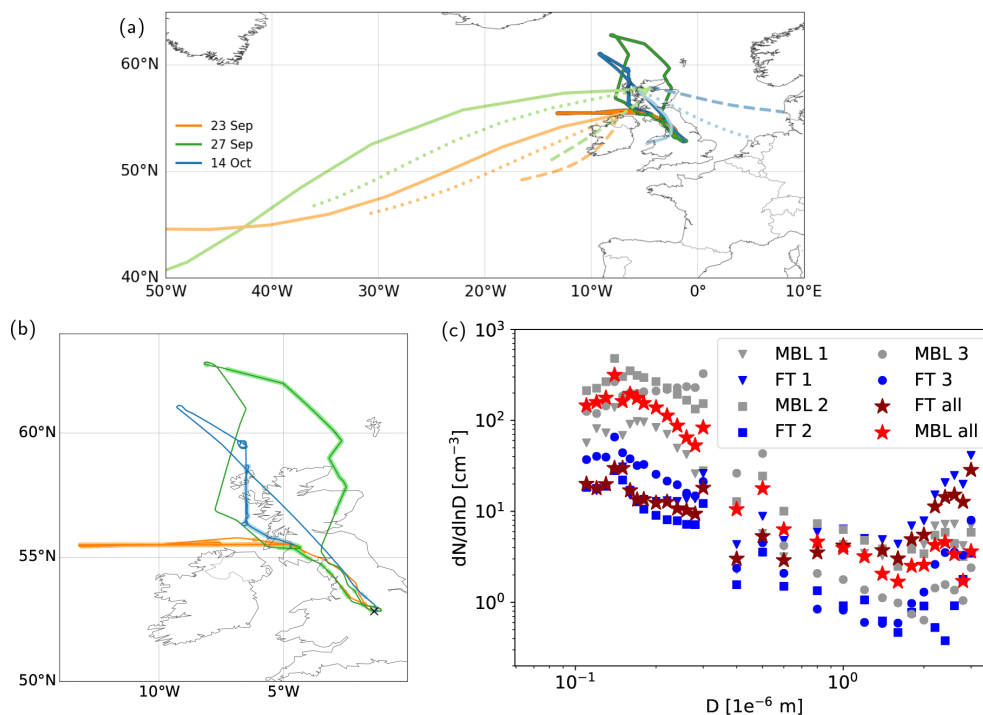 (a)
60°N
23 Sep
27 Sep
14 Oct
50°N
40°N
50°W 40°W 30°W 20°W 10°W 0° 10°E
(b)
60°N
55°N
50°N
10°W 5°W
(c)
10³
MBL 1 MBL 3
FT 1 FT 3
MBL 2 FT all
FT 2 MBL all
10²
10¹
10⁰
dN/dlnD [cm⁻³]
10⁻¹ 10⁰
D [1e⁻⁶ m]